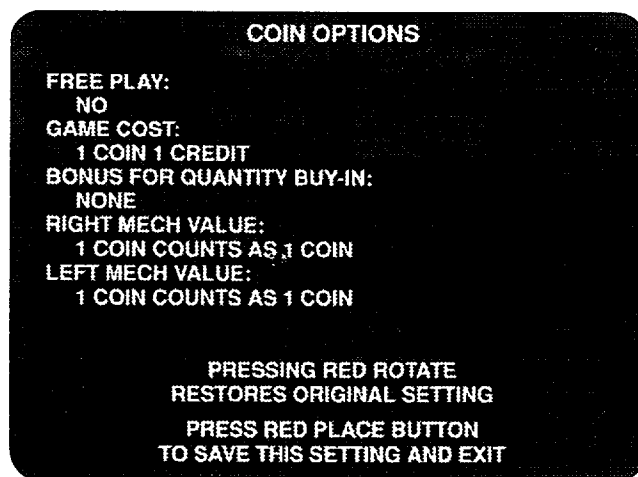 COIN OPTIONS
FREE PLAY:
NO
GAME COST:
1 COIN 1 CREDIT
BONUS FOR QUANTITY BUY-IN:
NONE
RIGHT MECH VALUE:
1 COIN COUNTS AS 1 COIN
LEFT MECH VALUE:
1 COIN COUNTS AS 1 COIN
PRESSING RED ROTATE
RESTORES ORIGINAL SETTING
PRESS RED PLACE BUTTON
TO SAVE THIS SETTING AND EXIT